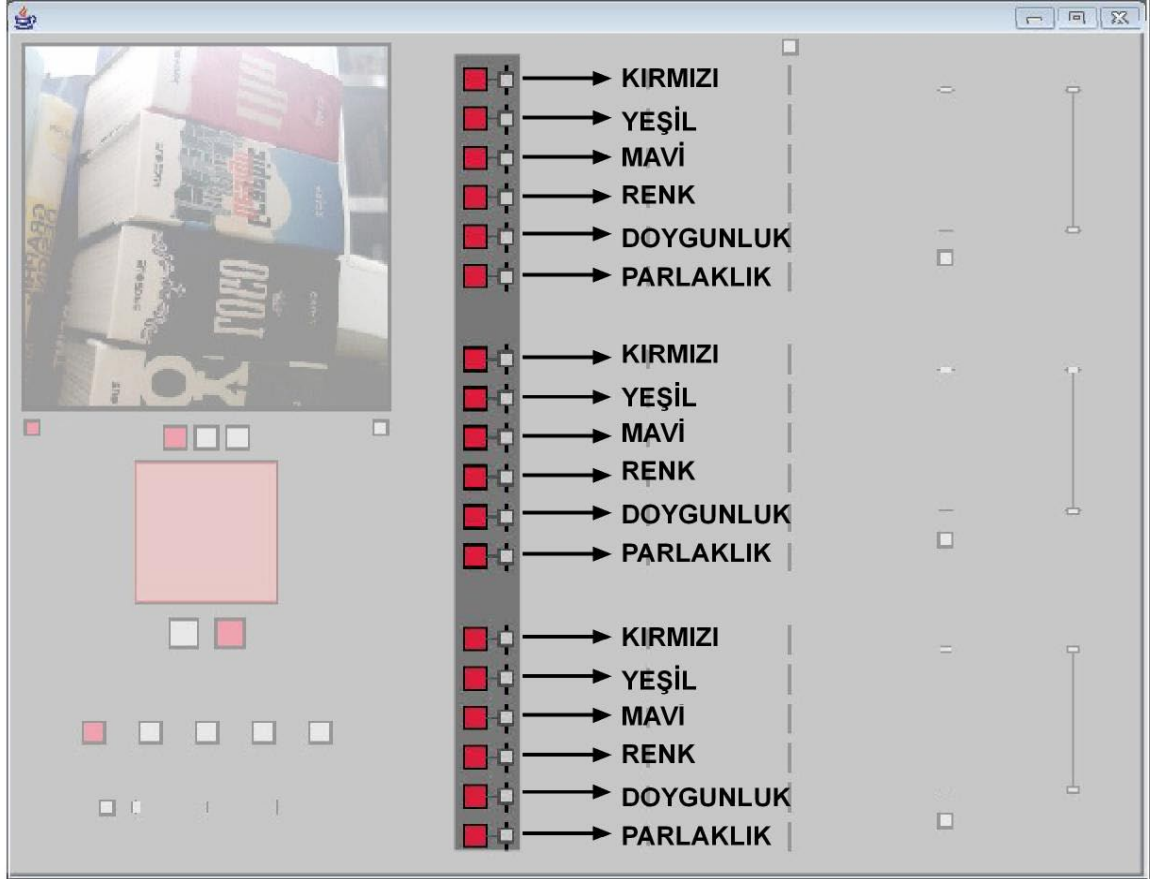 KIRMIZI
YEŞİL
MAVİ
RENK
DOYGUNLUK
PARLAKLIK
KIRMIZI
YEŞİL
MAVİ
RENK
DOYGUNLUK
PARLAKLIK
KIRMIZI
YEŞİL
MAVİ
RENK
DOYGUNLUK
PARLAKLIK